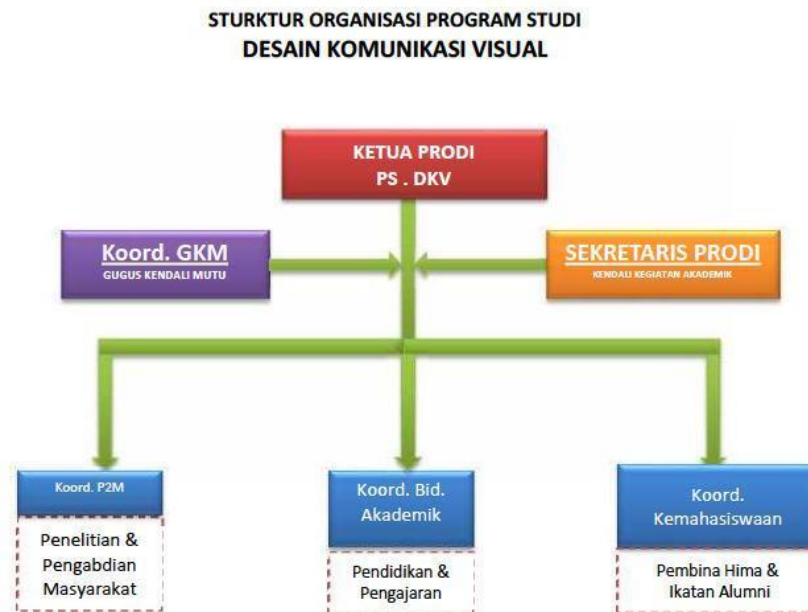 STURKTUR ORGANISASI PROGRAM STUDI
DESAIN KOMUNIKASI VISUAL
KETUA PRODI
PS . DKV
Koord. GKM
GUGUS KENDALI MUTU
SEKRETARIS PRODI
KENDALI KEGIATAN AKADEMIK
Koord. P2M
Penelitian &
Pengabdian
Masyarakat
Koord. Bid.
Akademik
Pendidikan &
Pengajaran
Koord.
Kemahasiswaan
Pembina Hima &
Ikatan Alumni